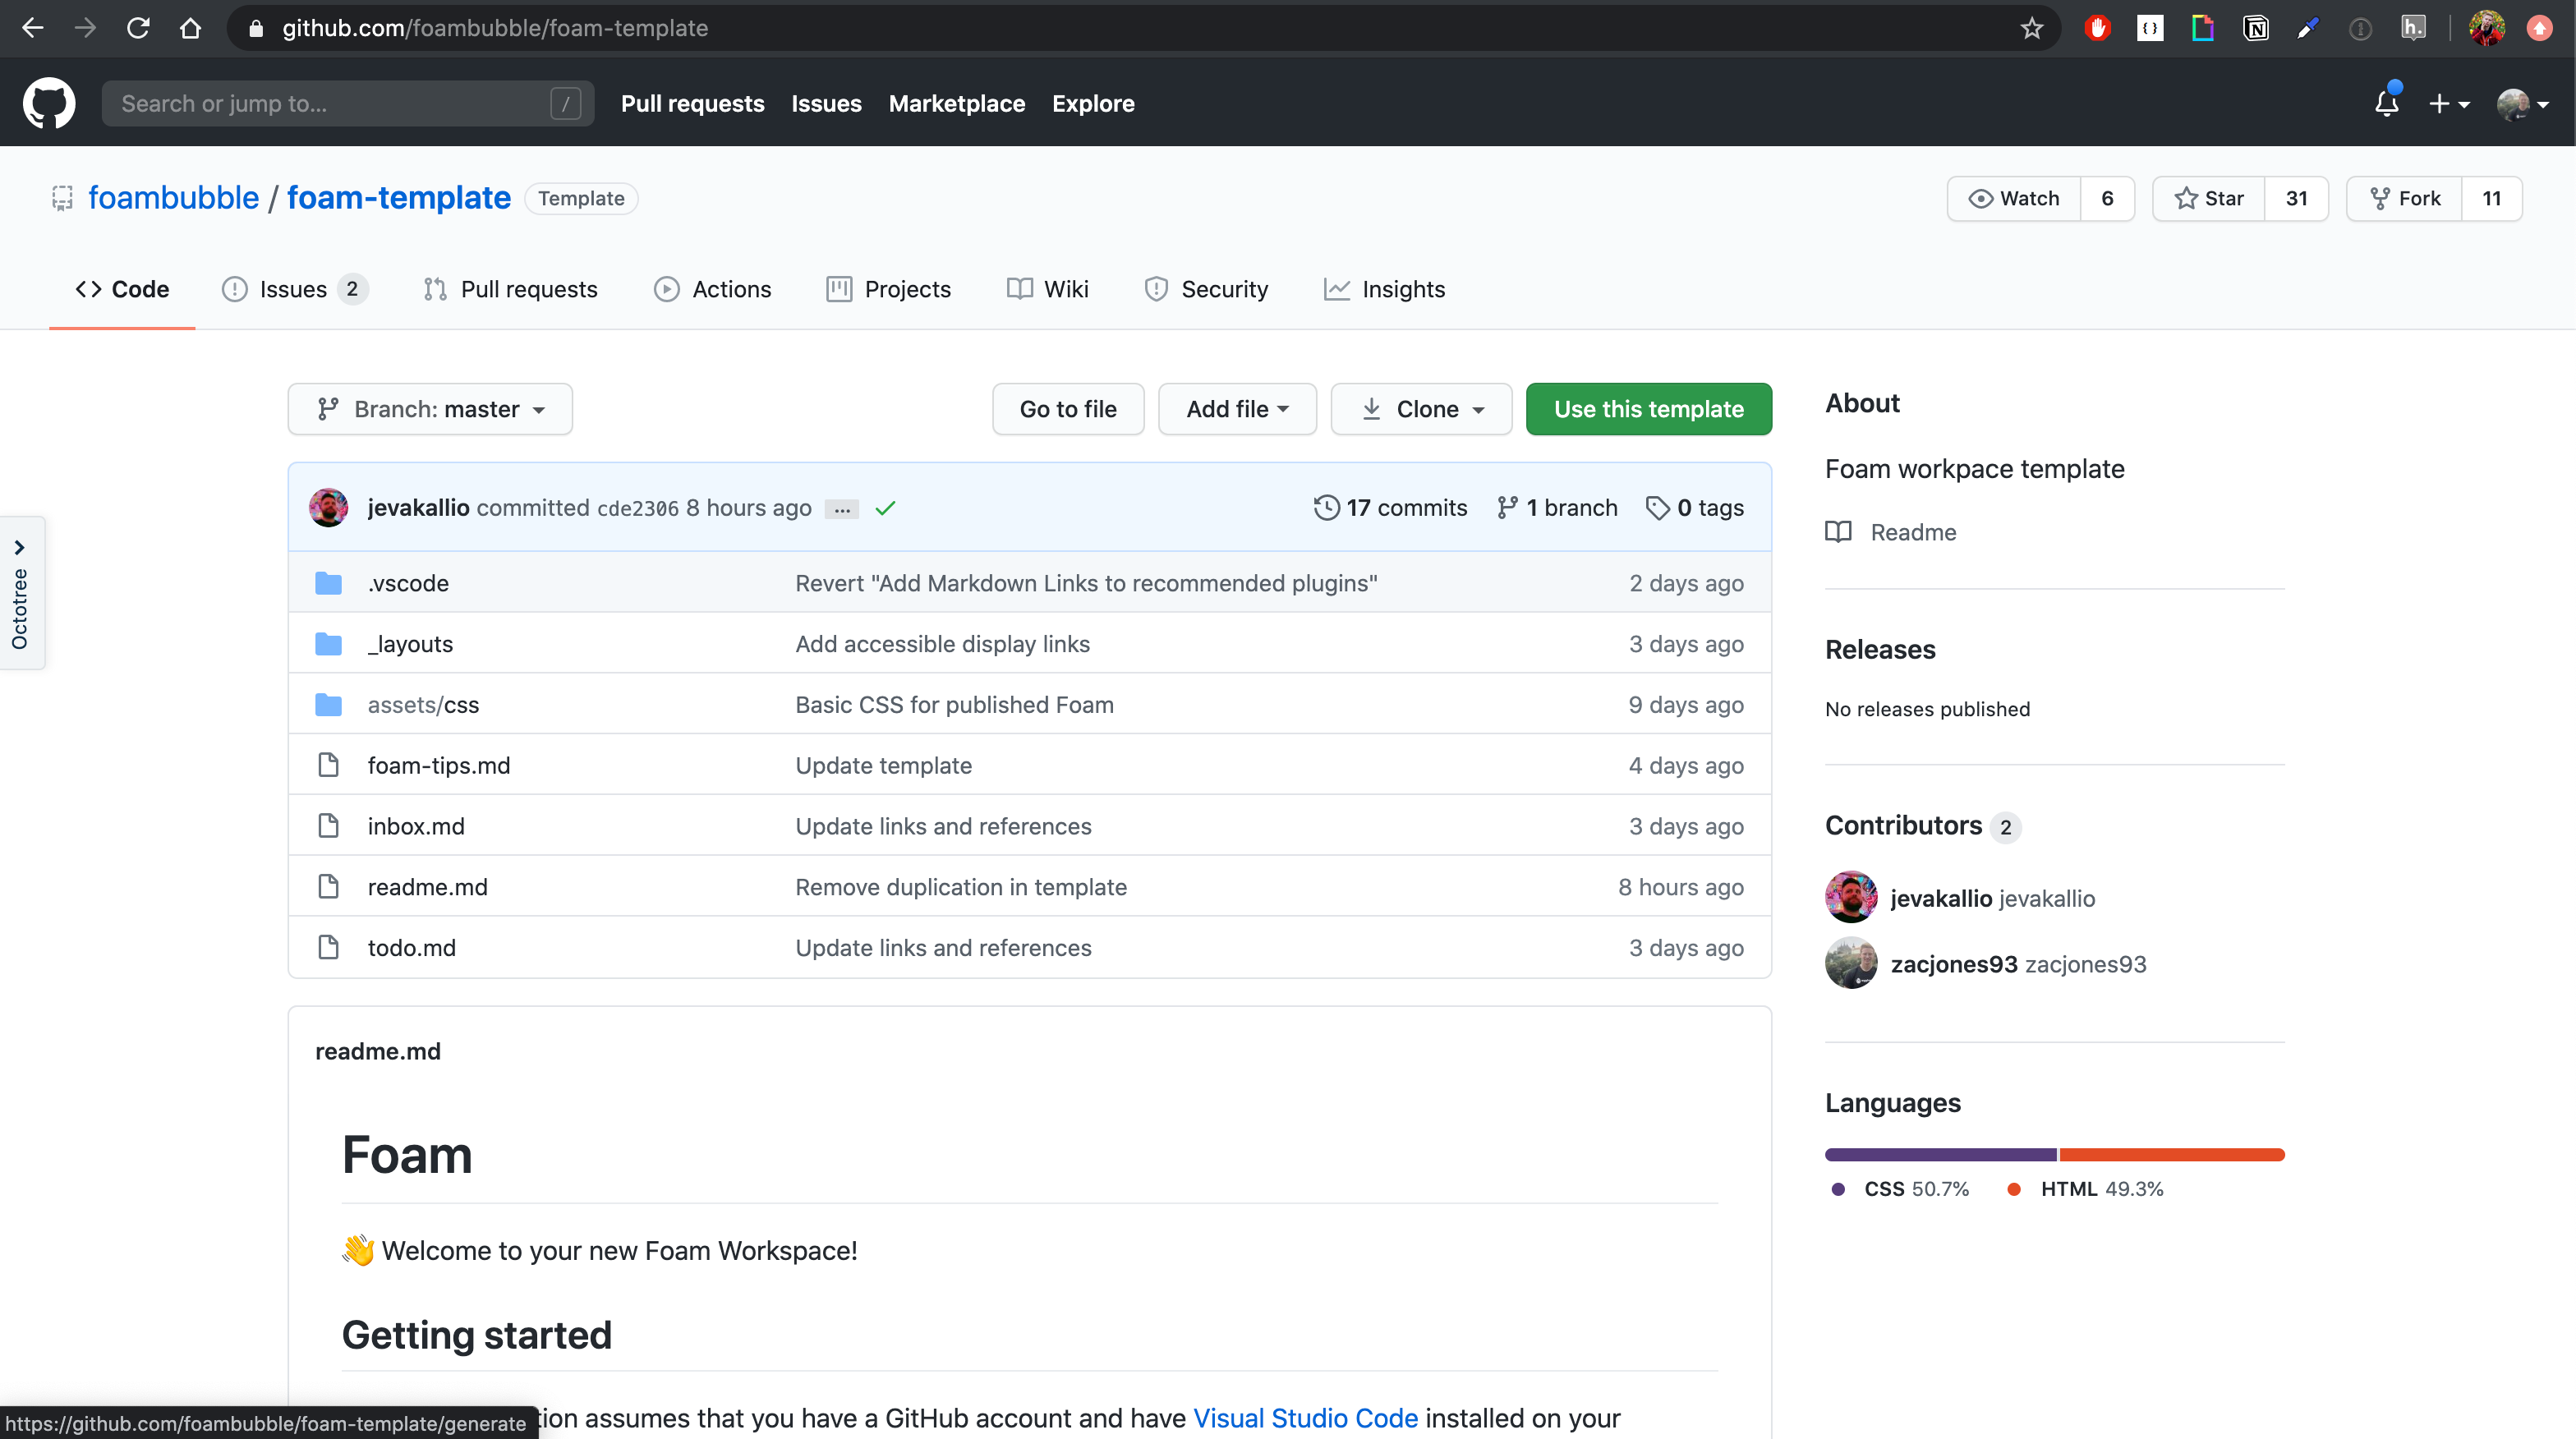 github.com/foambubble/foam-template
Search or jump to... / Pull requests Issues Marketplace Explore
foambubble / foam-template Template Watch 6 Star 31 Fork 11
Code Issues 2 Pull requests Actions Projects Wiki Security Insights
Branch: master Go to file Add file Clone Use this template
jevakallio committed cde2306 8 hours ago ... 17 commits 1 branch 0 tags
.vscode Revert "Add Markdown Links to recommended plugins" 2 days ago
_layouts Add accessible display links 3 days ago
assets/css Basic CSS for published Foam 9 days ago
foam-tips.md Update template 4 days ago
inbox.md Update links and references 3 days ago
readme.md Remove duplication in template 8 hours ago
todo.md Update links and references 3 days ago
Octotree
readme.md
Foam
👋 Welcome to your new Foam Workspace!
Getting started
tion assumes that you have a GitHub account and have Visual Studio Code installed on your
About
Foam workpace template
Readme
Releases
No releases published
Contributors 2
jevakallio jevakallio
zacjones93 zacjones93
Languages
CSS 50.7% HTML 49.3%
https://github.com/foambubble/foam-template/generate